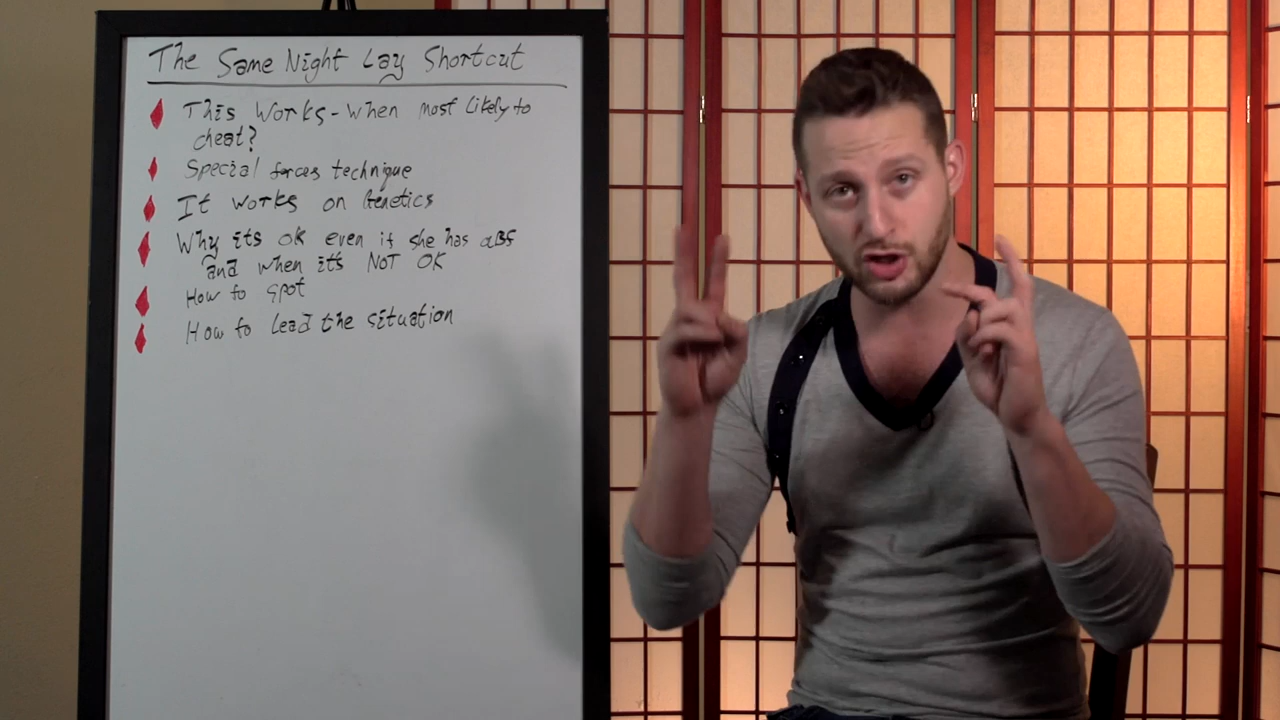 The Same Night Lay Shortcut
This Works - When most likely to
cheat?
Special forces technique
It works on Genetics
Why its ok even if she has a BF
and when it's NOT OK
How to spot
How to lead the situation